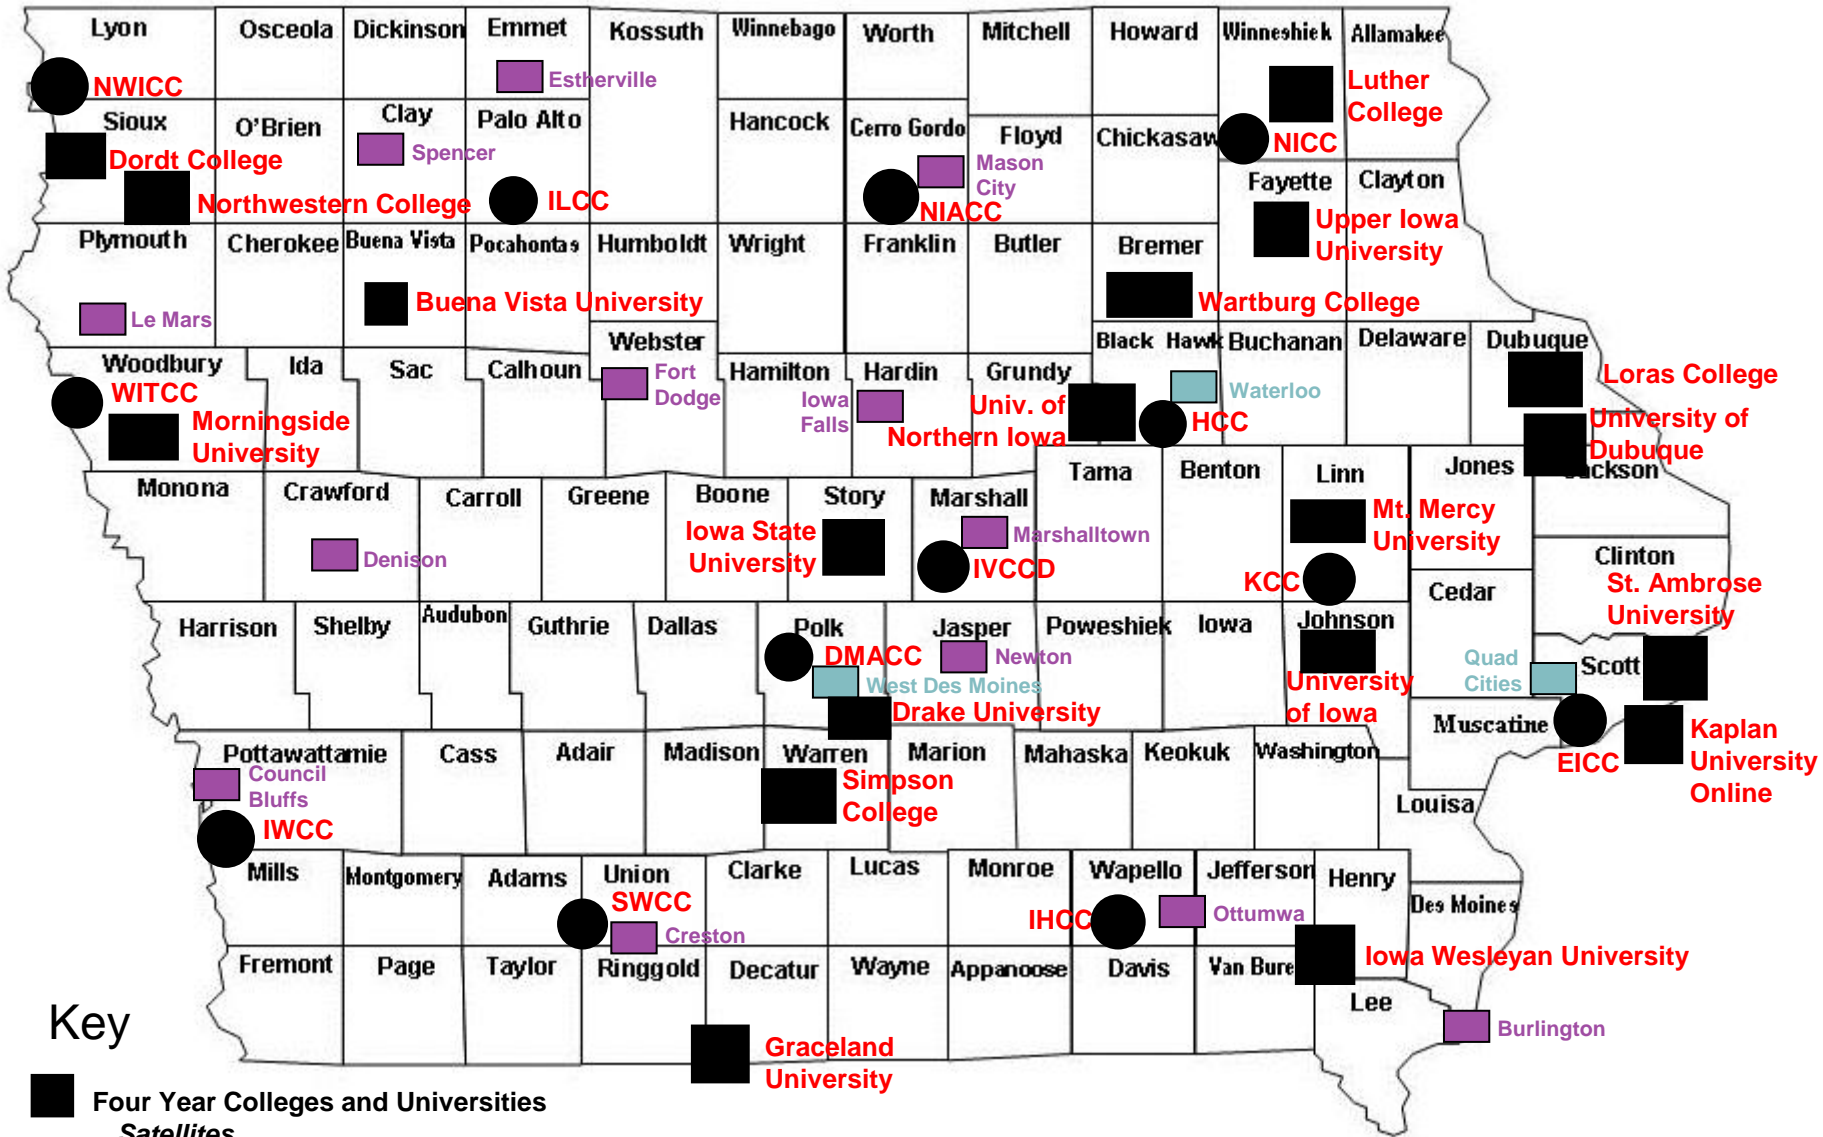 Lyon
Osceola
Dickinson
Emmet
Kossuth
Winnebago
Worth
Mitchell
Howard
Winneshiek
Allamakee
NWICC
Estherville
Luther
College
Sioux
O'Brien
Clay
Palo Alto
Hancock
Cerro Gordo
Floyd
Chickasaw
NICC
Dordt College
Spencer
Mason
City
Northwestern College
ILCC
NIACC
Fayette
Clayton
Upper Iowa
University
Plymouth
Cherokee
Buena Vista
Pocahontas
Humboldt
Wright
Franklin
Butler
Bremer
Le Mars
Buena Vista University
Wartburg College
Woodbury
Ida
Sac
Calhoun
Webster
Hamilton
Hardin
Grundy
Black Hawk
Buchanan
Delaware
Dubuque
WITCC
Morningside
University
Fort
Dodge
Iowa
Falls
Univ. of
Northern Iowa
Waterloo
HCC
Loras College
University of
Dubuque
Monona
Crawford
Carroll
Greene
Boone
Story
Marshall
Tama
Benton
Linn
Jones
Jackson
Denison
Iowa State
University
Marshalltown
IVCCD
Mt. Mercy
University
KCC
Cedar
Clinton
St. Ambrose
University
Harrison
Shelby
Audubon
Guthrie
Dallas
Polk
Jasper
Poweshiek
Iowa
Johnson
DMACC
Newton
West Des Moines
Drake University
University
of Iowa
Quad
Cities
Scott
Muscatine
EICC
Kaplan
University
Online
Pottawattamie
Cass
Adair
Madison
Warren
Marion
Mahaska
Keokuk
Washington
Louisa
Council
Bluffs
IWCC
Simpson
College
Mills
Montgomery
Adams
Union
Clarke
Lucas
Monroe
Wapello
Jefferson
Henry
Des Moines
SWCC
Creston
IHCC
Ottumwa
Iowa Wesleyan University
Fremont
Page
Taylor
Ringgold
Decatur
Wayne
Appanoose
Davis
Van Bure
Lee
Burlington
Graceland
University
Key
Four Year Colleges and Universities
Satellites